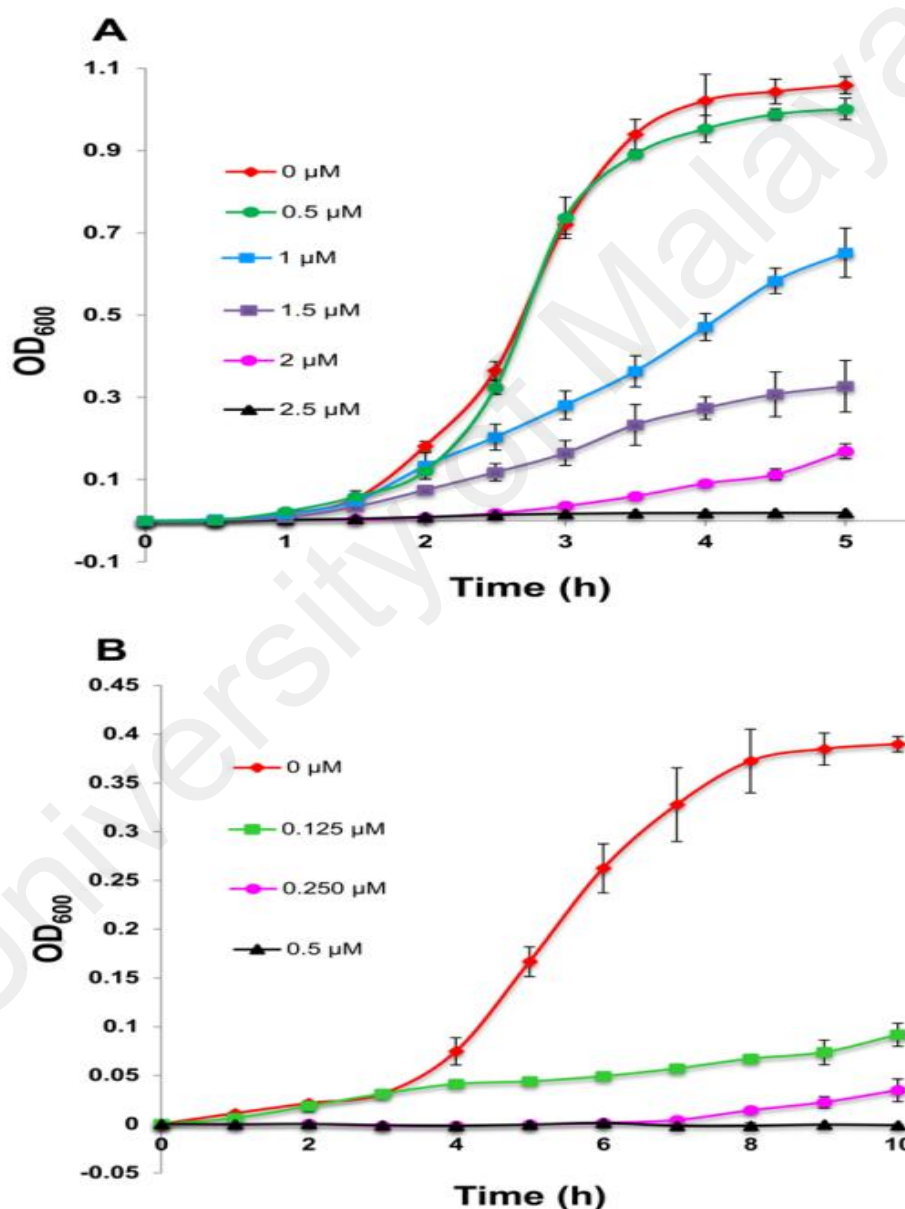 A
1.1
0.9
0.7
0.5
0.3
0.1
-0.1
OD600
0 µM
0.5 µM
1 µM
1.5 µM
2 µM
2.5 µM
0 1 2 3 4 5
Time (h)
B
0.45
0.4
0.35
0.3
0.25
0.2
0.15
0.1
0.05
0
-0.05
OD600
0 µM
0.125 µM
0.250 µM
0.5 µM
0 2 4 6 8 10
Time (h)
University of Malaya